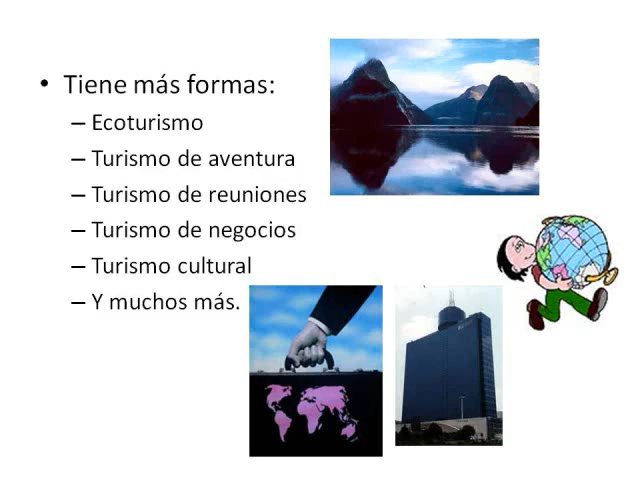 • Tiene más formas:
– Ecoturismo
– Turismo de aventura
– Turismo de reuniones
– Turismo de negocios
– Turismo cultural
– Y muchos más.